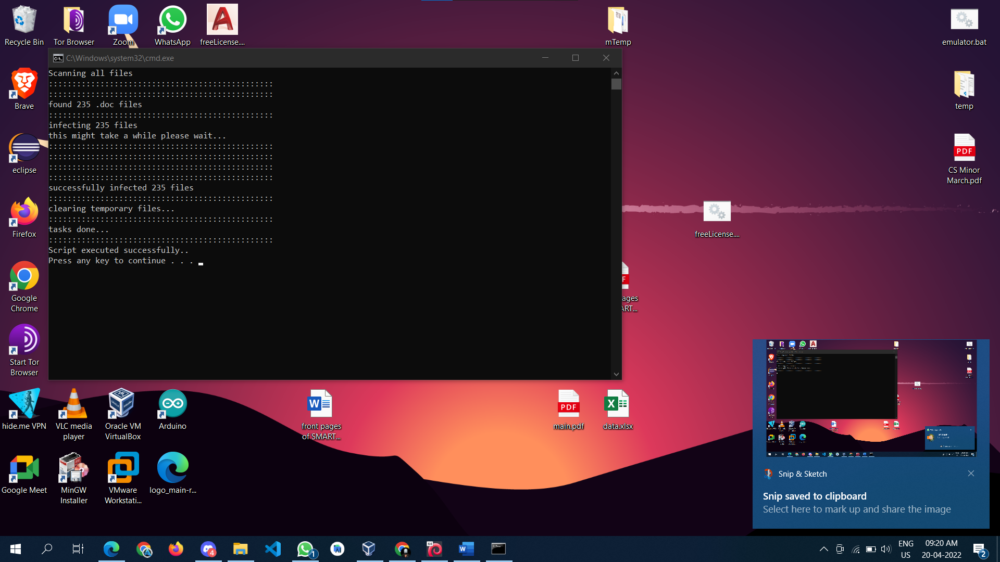 Recycle Bin
Tor Browser
Zoom
WhatsApp
freeLicense....
mTemp
emulator.bat
C:\Windows\system32\cmd.exe
Scanning all files
::::::::::::::::::::::::::::::::::::::::::::::::
::::::::::::::::::::::::::::::::::::::::::::::::
found 235 .doc files
::::::::::::::::::::::::::::::::::::::::::::::::
infecting 235 files
this might take a while please wait...
::::::::::::::::::::::::::::::::::::::::::::::::
::::::::::::::::::::::::::::::::::::::::::::::::
::::::::::::::::::::::::::::::::::::::::::::::::
::::::::::::::::::::::::::::::::::::::::::::::::
successfully infected 235 files
::::::::::::::::::::::::::::::::::::::::::::::::
clearing temporary files...
::::::::::::::::::::::::::::::::::::::::::::::::
tasks done...
::::::::::::::::::::::::::::::::::::::::::::::::
Script executed successfully..
Press any key to continue . . .
Brave
eclipse
Firefox
Google
Chrome
Start Tor
Browser
temp
PDF
CS Minor
March.pdf
freeLicense....
F
ages
ART...
hide.me VPN
VLC media
player
Oracle VM
VirtualBox
Arduino
W
front pages
of SMART...
PDF
main.pdf
X
data.xlsx
Google Meet
MinGW
Installer
VMware
Workstati...
logo_main-r...
Snip & Sketch
Snip saved to clipboard
Select here to mark up and share the image
4
1
64
W
ENG
US
09:20 AM
20-04-2022
2